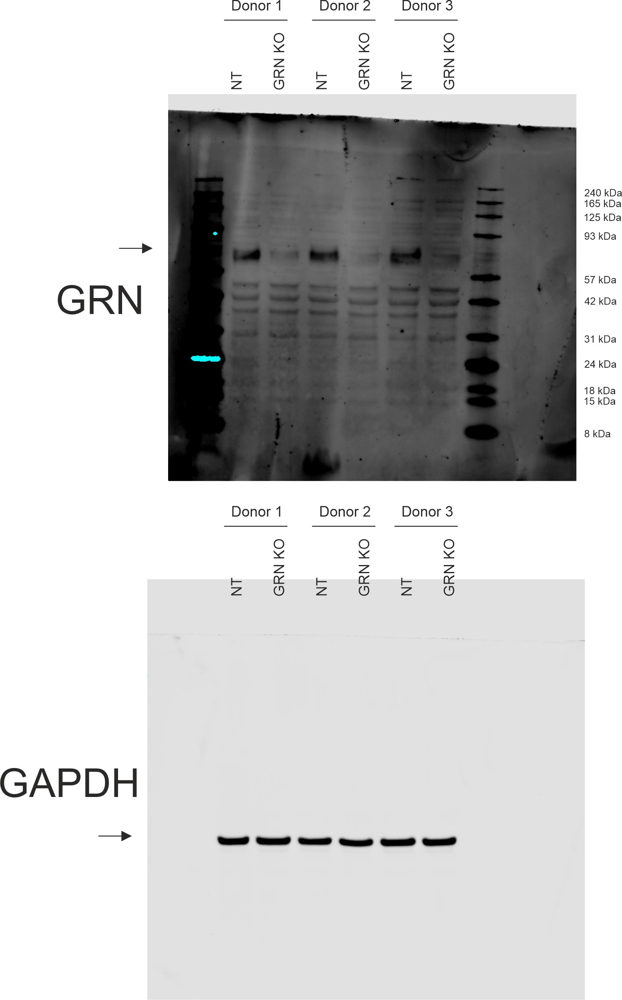 Donor 1 Donor 2 Donor 3
NT GRN KO NT GRN KO NT GRN KO
240 kDa
165 kDa
125 kDa
93 kDa
57 kDa
GRN
42 kDa
31 kDa
24 kDa
18 kDa
15 kDa
8 kDa
Donor 1 Donor 2 Donor 3
NT GRN KO NT GRN KO NT GRN KO
GAPDH